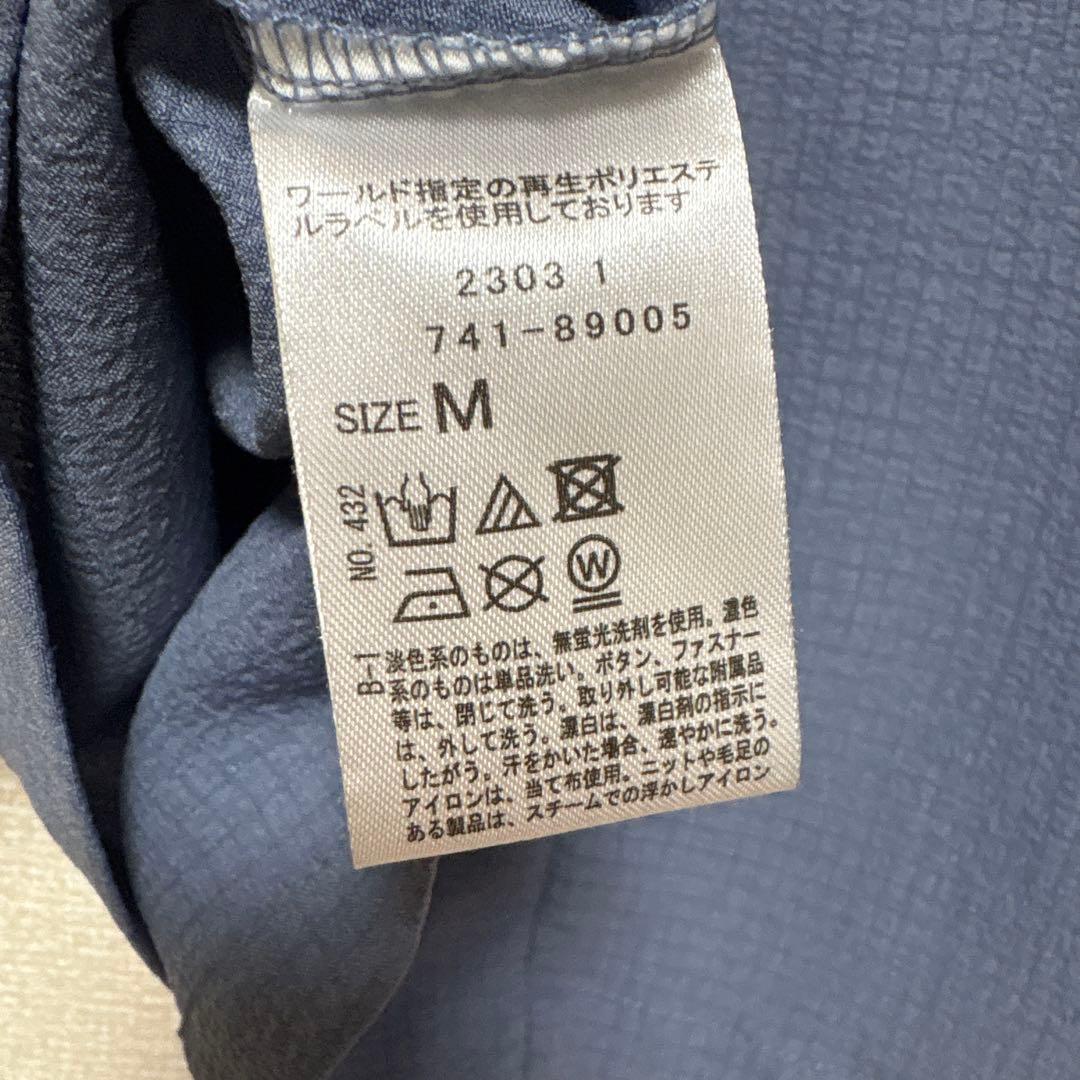 ワールド指定の再生ポリエステ
ルラベルを使用しております
2303 1
741-89005
SIZE M
NO. 432
W
B-1
淡色系のものは、無蛍光洗剤を使用。濃色
系のものは単品洗い。ボタン、ファスナー
等は、閉じて洗う。取り外し可能な附属品
は、外して洗う。漂白は、漂白剤の指示に
したがう。汗をかいた場合、速やかに洗う。
アイロンは、当て布使用。ニットや毛足の
ある製品は、スチームでの浮かしアイロン